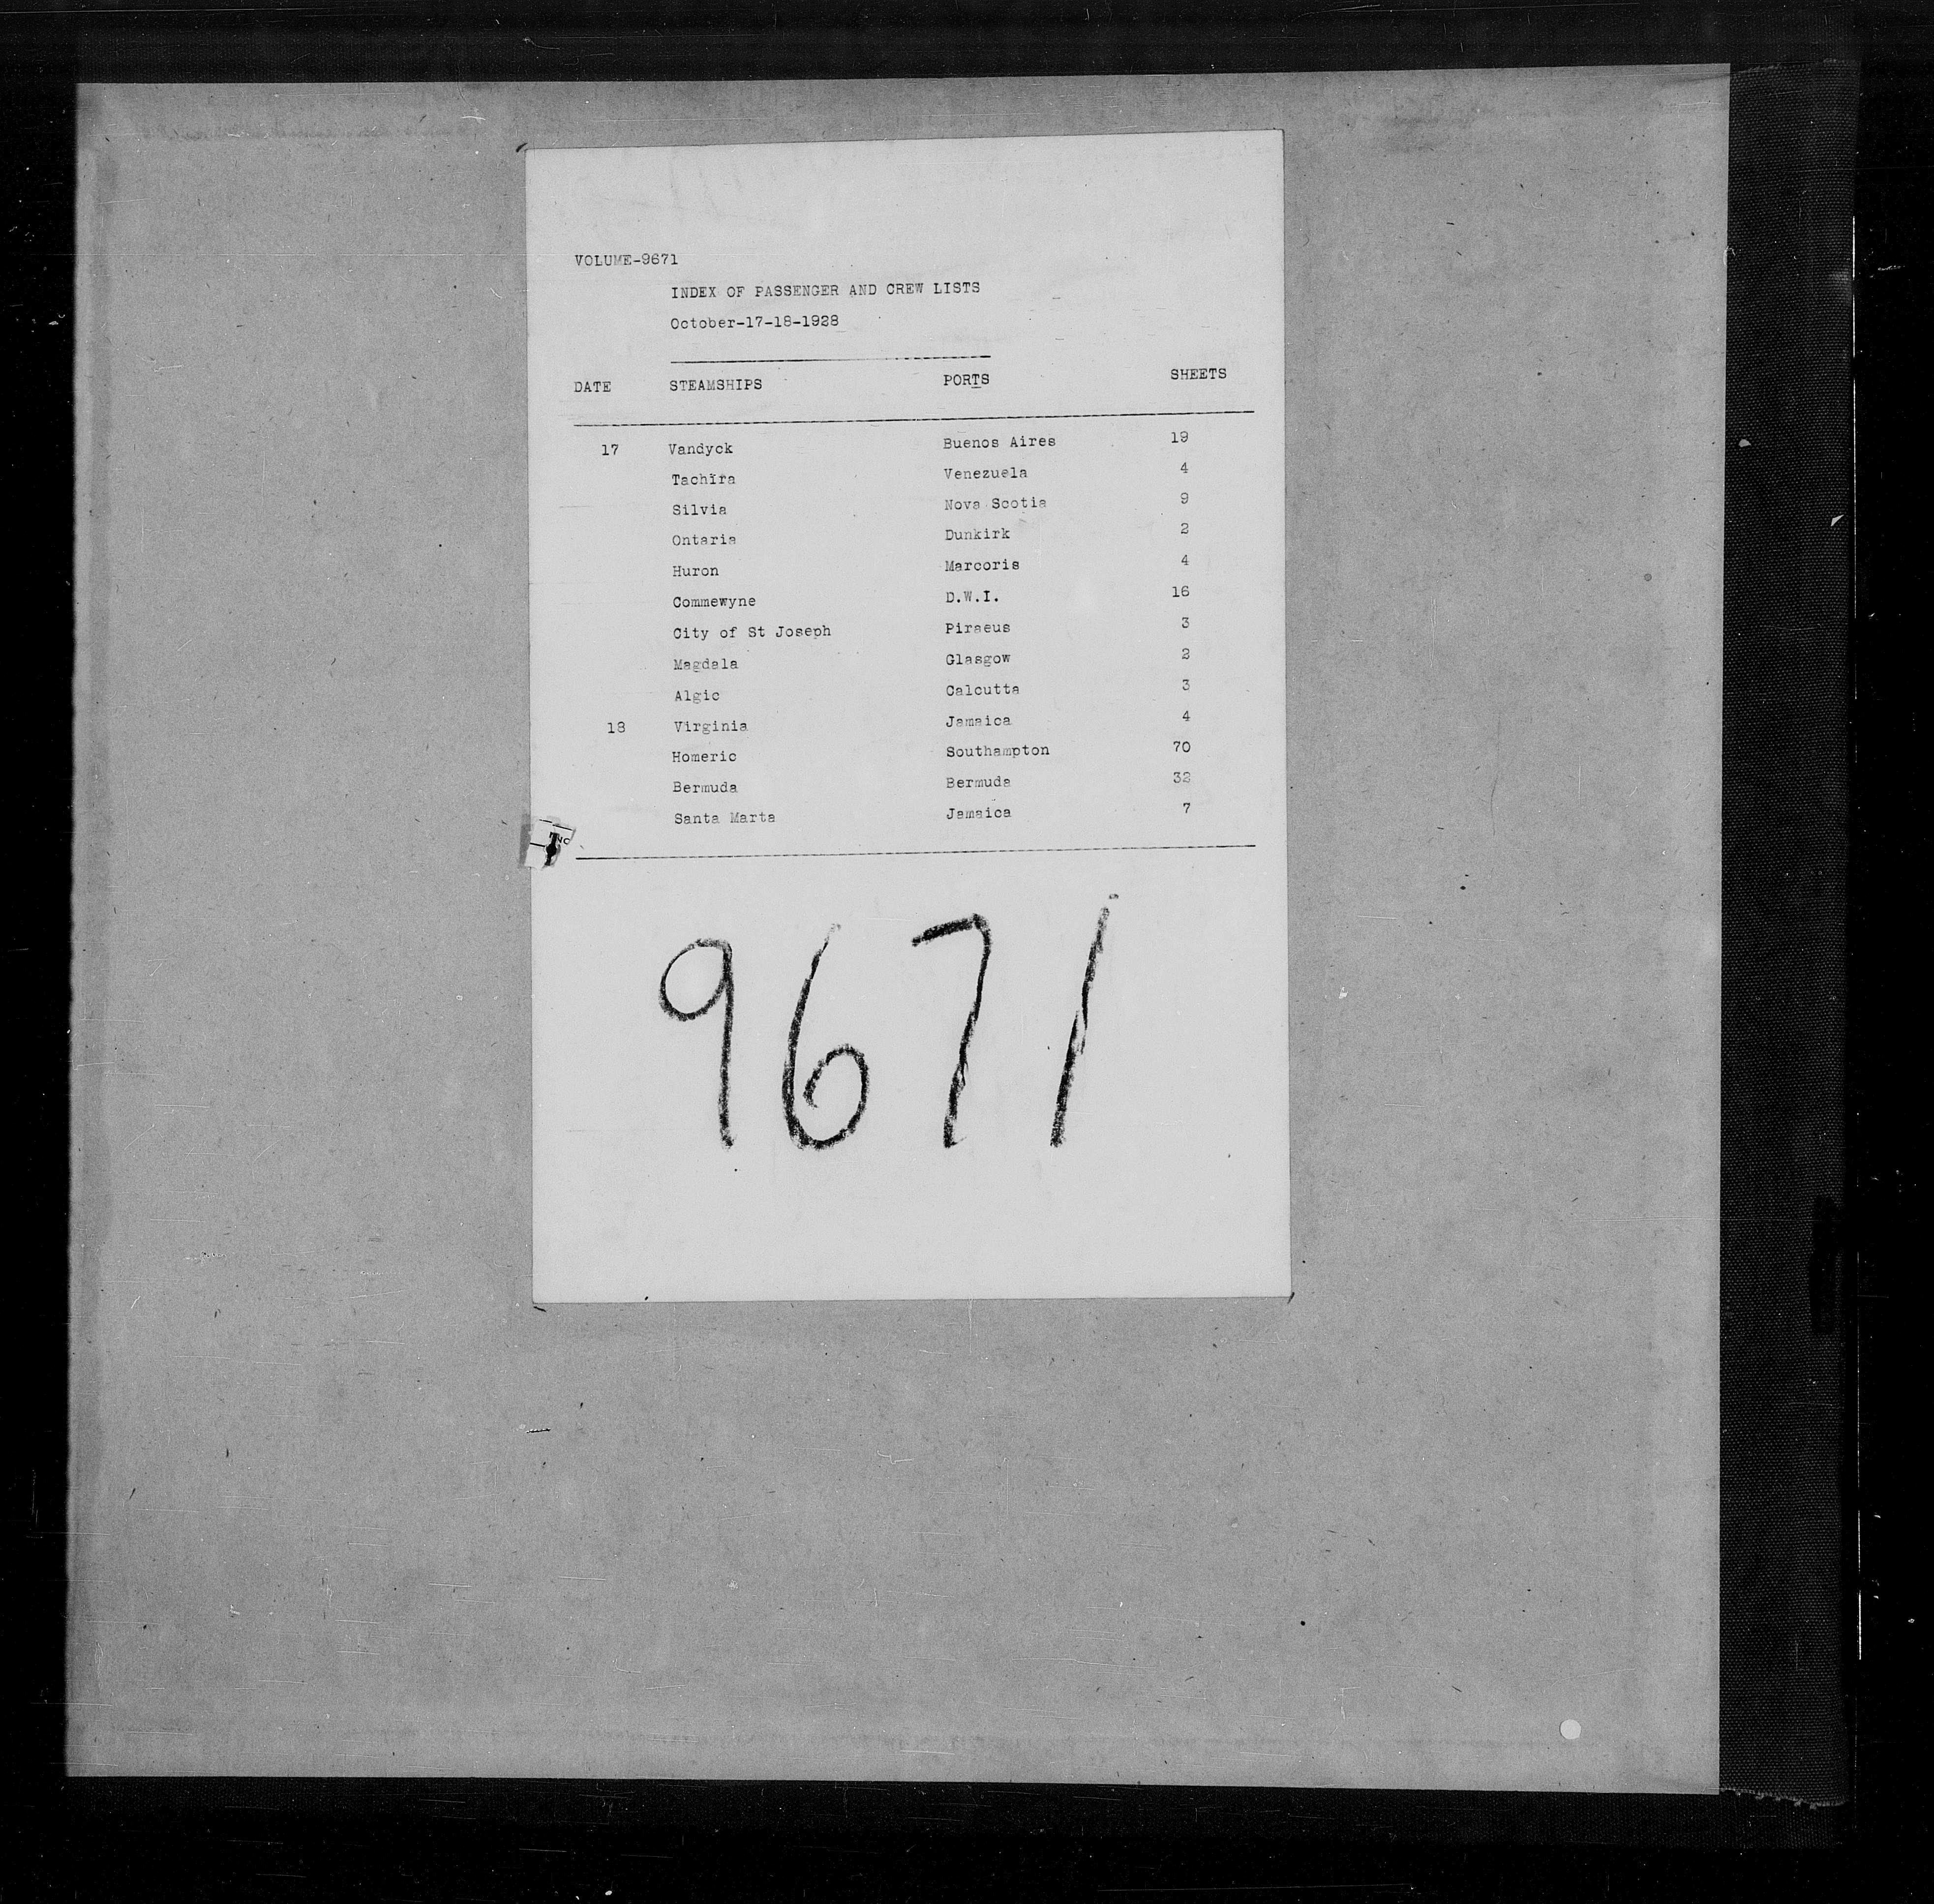 VOLUME-9671
INDEX OF PASSENGER AND CREW LISTS
October-17-18-1928
DATE STEAMSHIPS PORTS SHEETS
17 Vandyck Buenos Aires 19
Tachira Venezuela 4
Silvia Nova Scotia 9
Ontaria Dunkirk 2
Huron Marcoris 4
Commewyne D.W.I. 16
City of St Joseph Piraeus 3
Magdala Glasgow 2
Algic Calcutta 3
18 Virginia Jamaica 4
Homeric Southampton 70
Bermuda Bermuda 32
Santa Marta Jamaica 7
9671